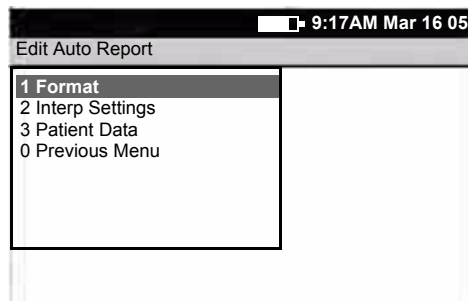 9:17AM Mar 16 05
Edit Auto Report
1 Format
2 Interp Settings
3 Patient Data
0 Previous Menu